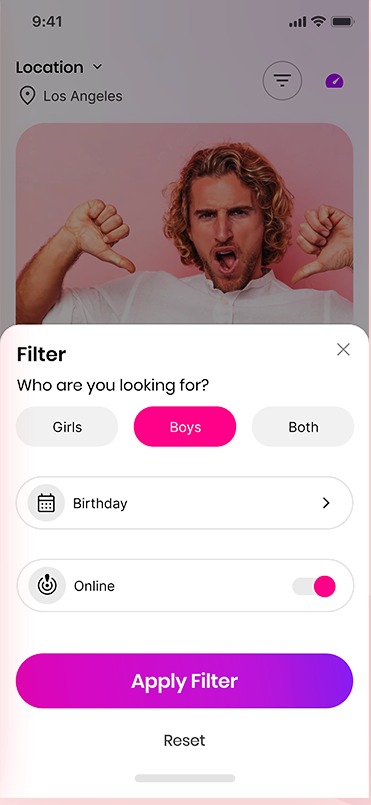 9:41
Location
Los Angeles
Filter
Who are you looking for?
Girls Boys Both
Birthday
Online
Apply Filter
Reset